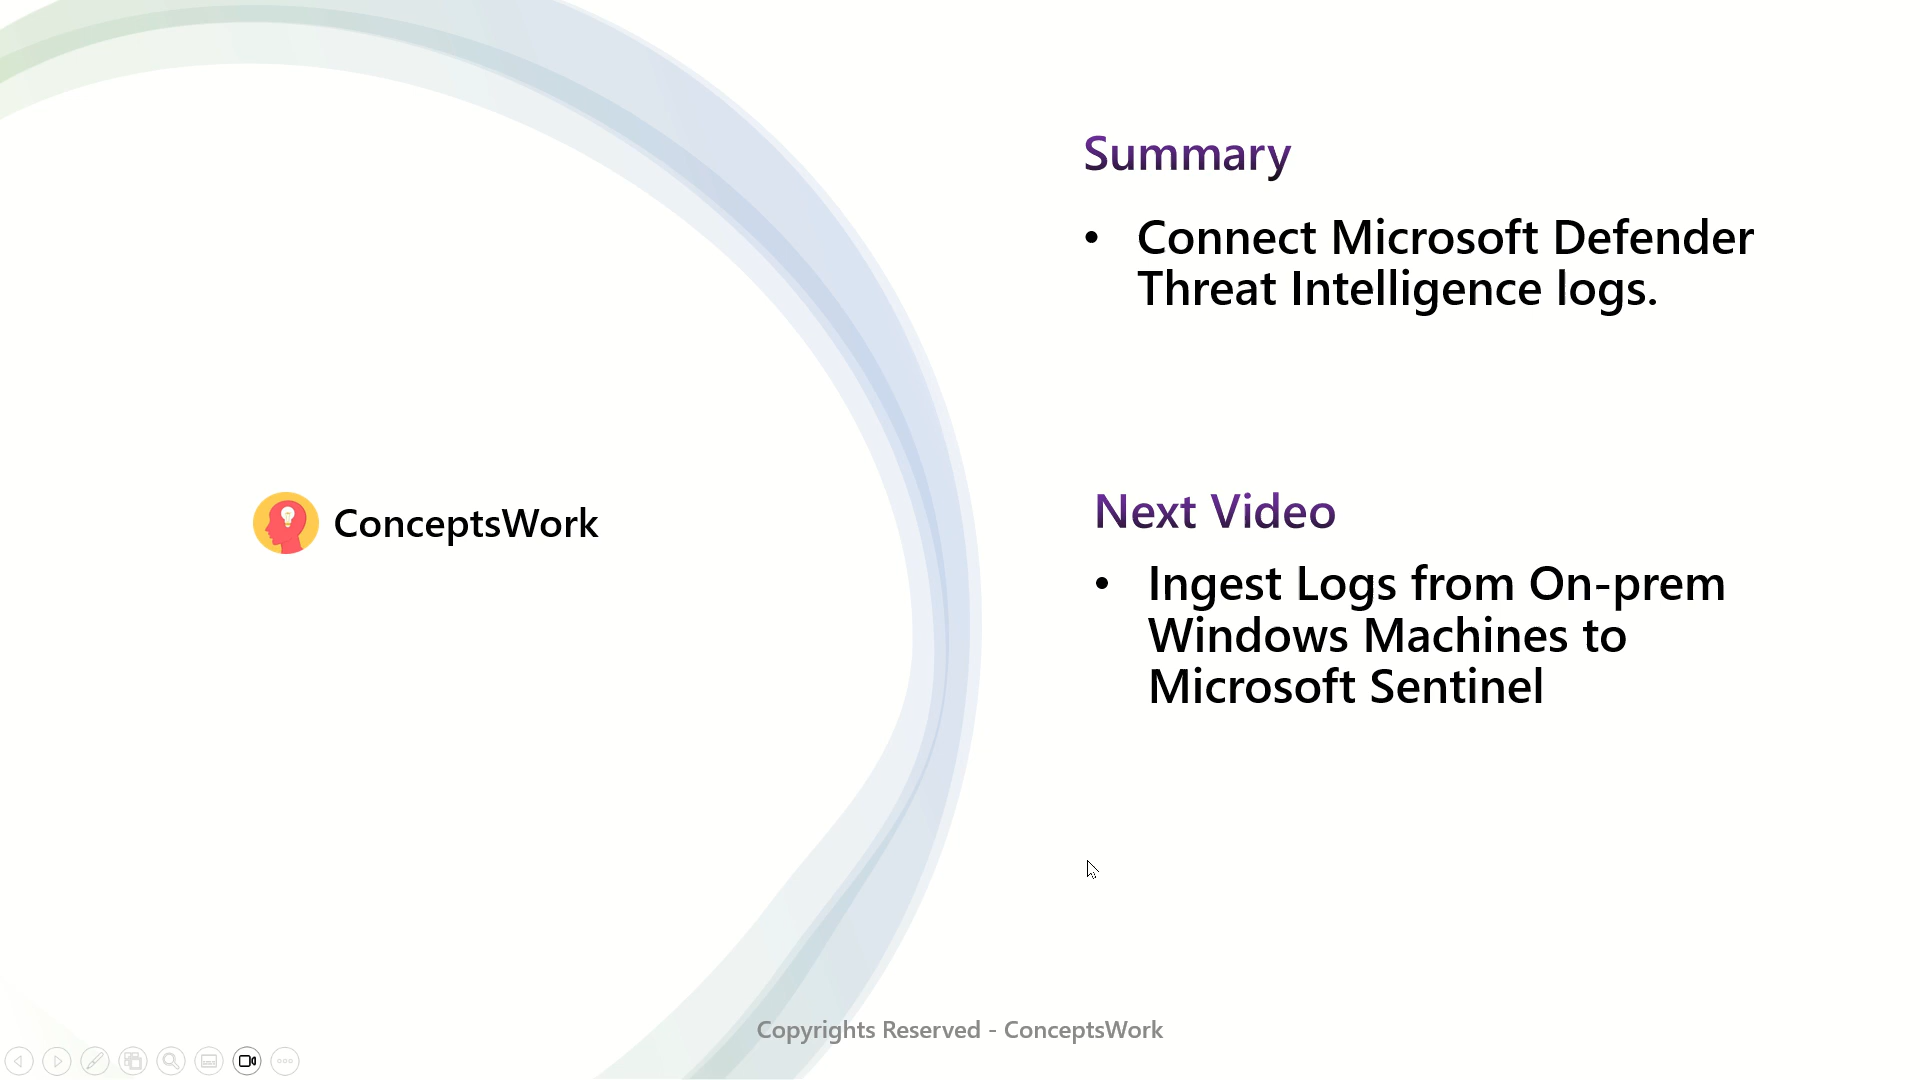 Summary
• Connect Microsoft Defender
Threat Intelligence logs.
ConceptsWork
Next Video
• Ingest Logs from On-prem
Windows Machines to
Microsoft Sentinel
Copyrights Reserved - ConceptsWork